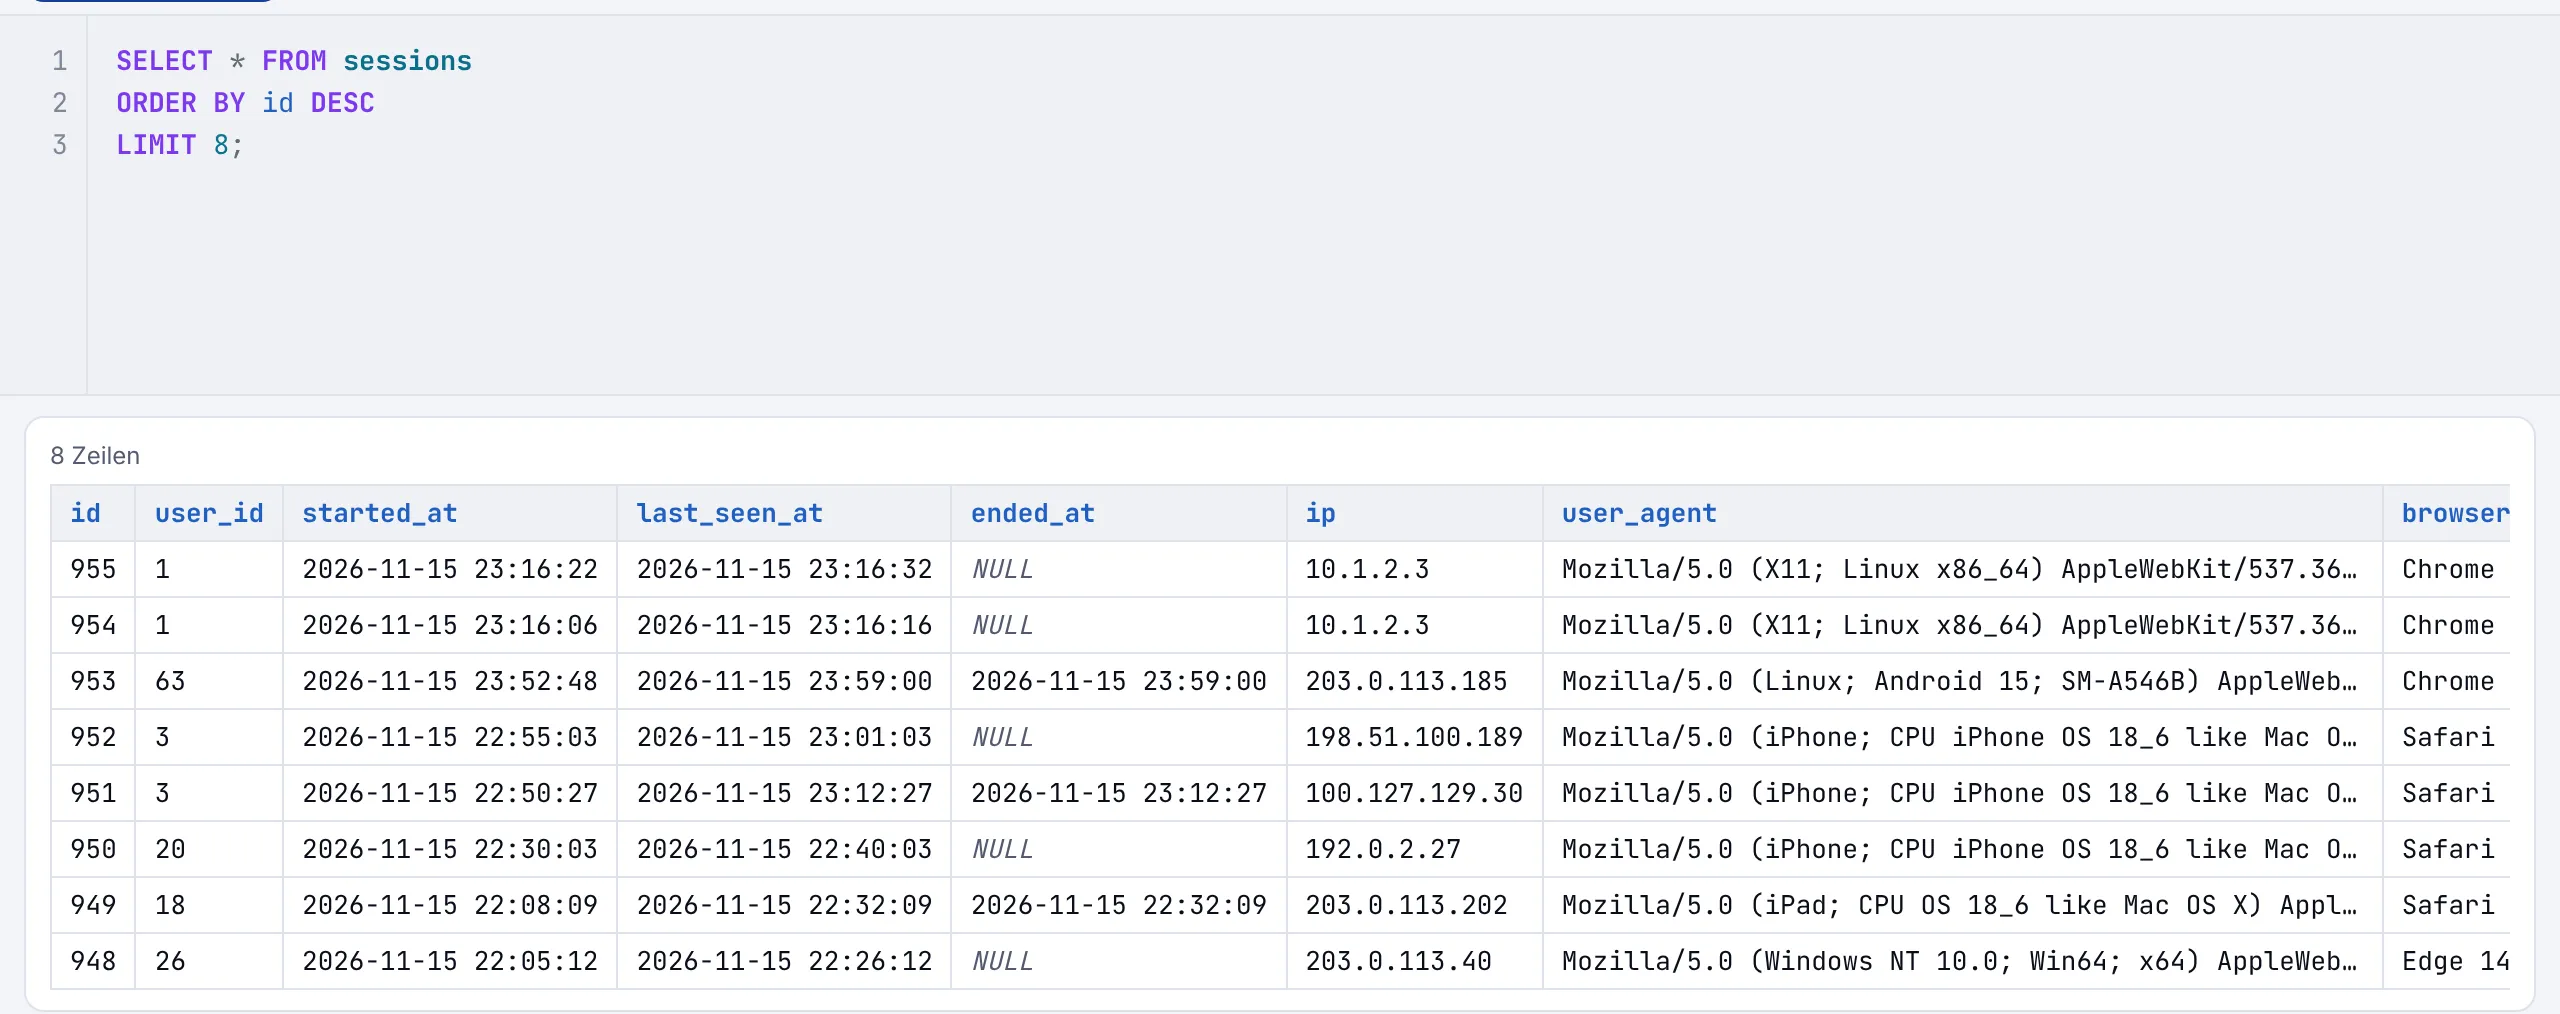 1 SELECT * FROM sessions
2 ORDER BY id DESC
3 LIMIT 8;
8 Zeilen
id user_id started_at last_seen_at ended_at ip user_agent browser
955 1 2026-11-15 23:16:22 2026-11-15 23:16:32 NULL 10.1.2.3 Mozilla/5.0 (X11; Linux x86_64) AppleWebKit/537.36… Chrome
954 1 2026-11-15 23:16:06 2026-11-15 23:16:16 NULL 10.1.2.3 Mozilla/5.0 (X11; Linux x86_64) AppleWebKit/537.36… Chrome
953 63 2026-11-15 23:52:48 2026-11-15 23:59:00 2026-11-15 23:59:00 203.0.113.185 Mozilla/5.0 (Linux; Android 15; SM-A546B) AppleWeb… Chrome
952 3 2026-11-15 22:55:03 2026-11-15 23:01:03 NULL 198.51.100.189 Mozilla/5.0 (iPhone; CPU iPhone OS 18_6 like Mac O… Safari
951 3 2026-11-15 22:50:27 2026-11-15 23:12:27 2026-11-15 23:12:27 100.127.129.30 Mozilla/5.0 (iPhone; CPU iPhone OS 18_6 like Mac O… Safari
950 20 2026-11-15 22:30:03 2026-11-15 22:40:03 NULL 192.0.2.27 Mozilla/5.0 (iPhone; CPU iPhone OS 18_6 like Mac O… Safari
949 18 2026-11-15 22:08:09 2026-11-15 22:32:09 2026-11-15 22:32:09 203.0.113.202 Mozilla/5.0 (iPad; CPU OS 18_6 like Mac OS X) Appl… Safari
948 26 2026-11-15 22:05:12 2026-11-15 22:26:12 NULL 203.0.113.40 Mozilla/5.0 (Windows NT 10.0; Win64; x64) AppleWeb… Edge 14